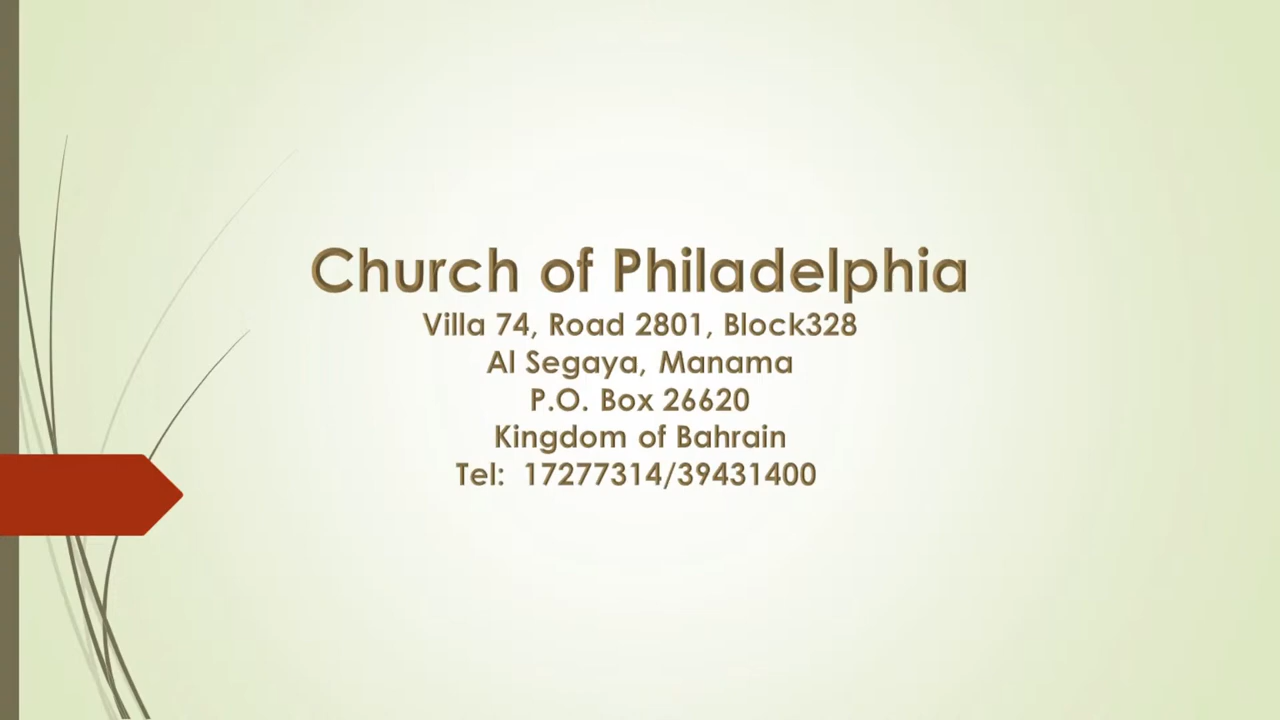 Church of Philadelphia
Villa 74, Road 2801, Block328
Al Segaya, Manama
P.O. Box 26620
Kingdom of Bahrain
Tel:  17277314/39431400